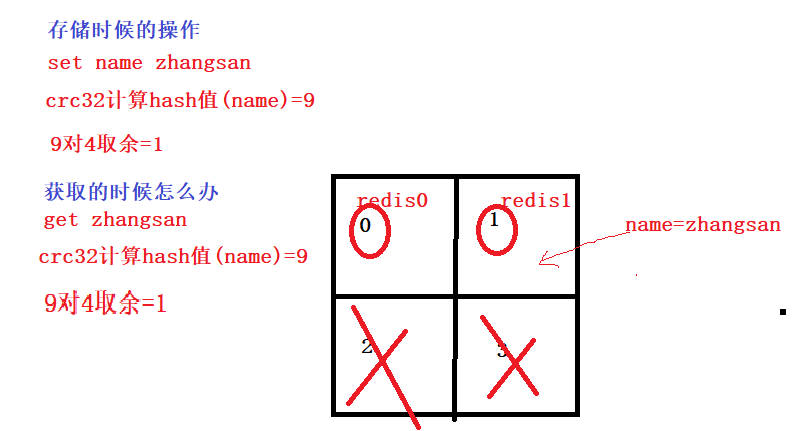 存储时候的操作
set name zhangsan
crc32计算hash值(name)=9
9对4取余=1
获取的时候怎么办
get zhangsan
crc32计算hash值(name)=9
9对4取余=1
redis0
redis1
0
1
name=zhangsan
2
3